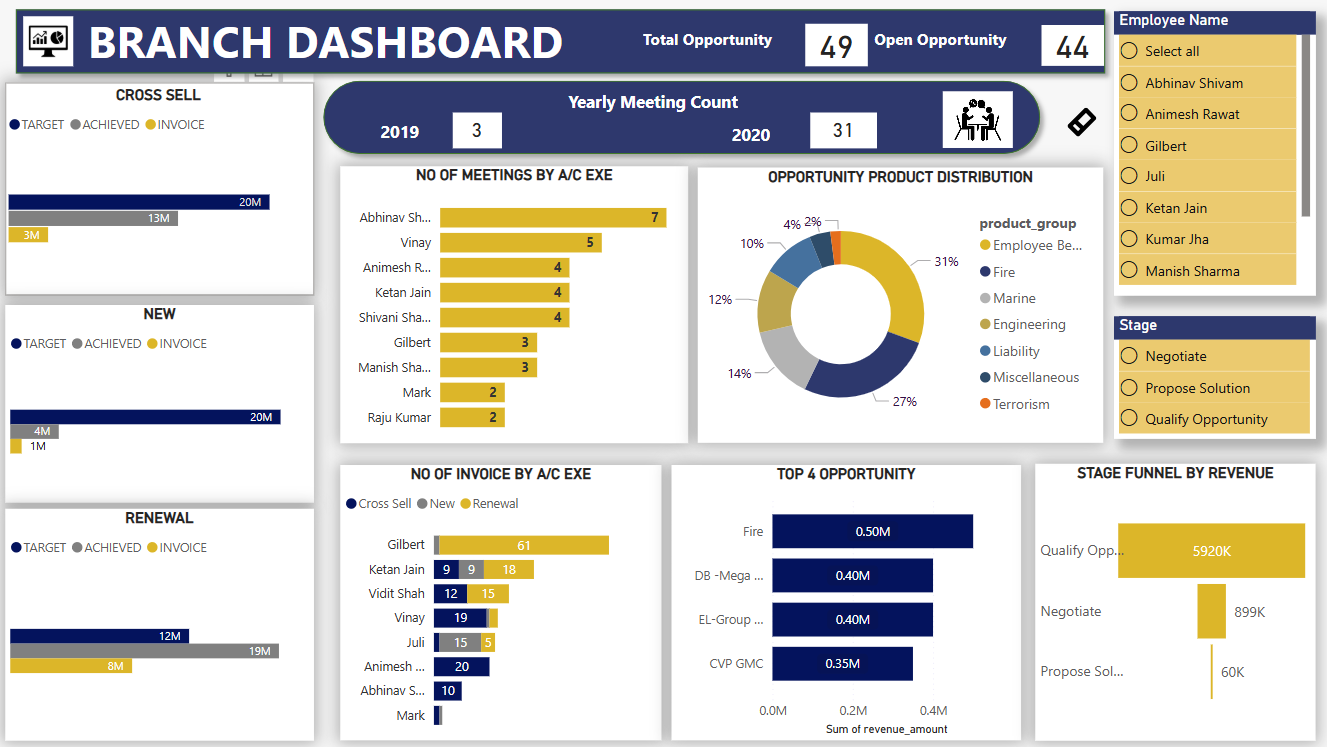 BRANCH DASHBOARD
Total Opportunity
49
Open Opportunity
44
Employee Name
Select all
Abhinav Shivam
Animesh Rawat
Gilbert
Juli
Ketan Jain
Kumar Jha
Manish Sharma
Stage
Negotiate
Propose Solution
Qualify Opportunity
Yearly Meeting Count
2019
3
2020
31
CROSS SELL
TARGET ACHIEVED INVOICE
20M
13M
3M
NEW
TARGET ACHIEVED INVOICE
20M
4M
1M
RENEWAL
TARGET ACHIEVED INVOICE
12M
19M
8M
NO OF MEETINGS BY A/C EXE
Abhinav Sh... 7
Vinay 5
Animesh R... 4
Ketan Jain 4
Shivani Sha... 4
Gilbert 3
Manish Sha... 3
Mark 2
Raju Kumar 2
OPPORTUNITY PRODUCT DISTRIBUTION
31%
27%
14%
12%
10%
4%
2%
product_group
Employee Be...
Fire
Marine
Engineering
Liability
Miscellaneous
Terrorism
NO OF INVOICE BY A/C EXE
Cross Sell New Renewal
Gilbert 61
Ketan Jain 9 9 18
Vidit Shah 12 15
Vinay 19
Juli 15 5
Animesh ... 20
Abhinav S... 10
Mark
TOP 4 OPPORTUNITY
Fire 0.50M
DB -Mega ... 0.40M
EL-Group ... 0.40M
CVP GMC 0.35M
0.0M 0.2M 0.4M
Sum of revenue_amount
STAGE FUNNEL BY REVENUE
Qualify Opp... 5920K
Negotiate 899K
Propose Sol... 60K